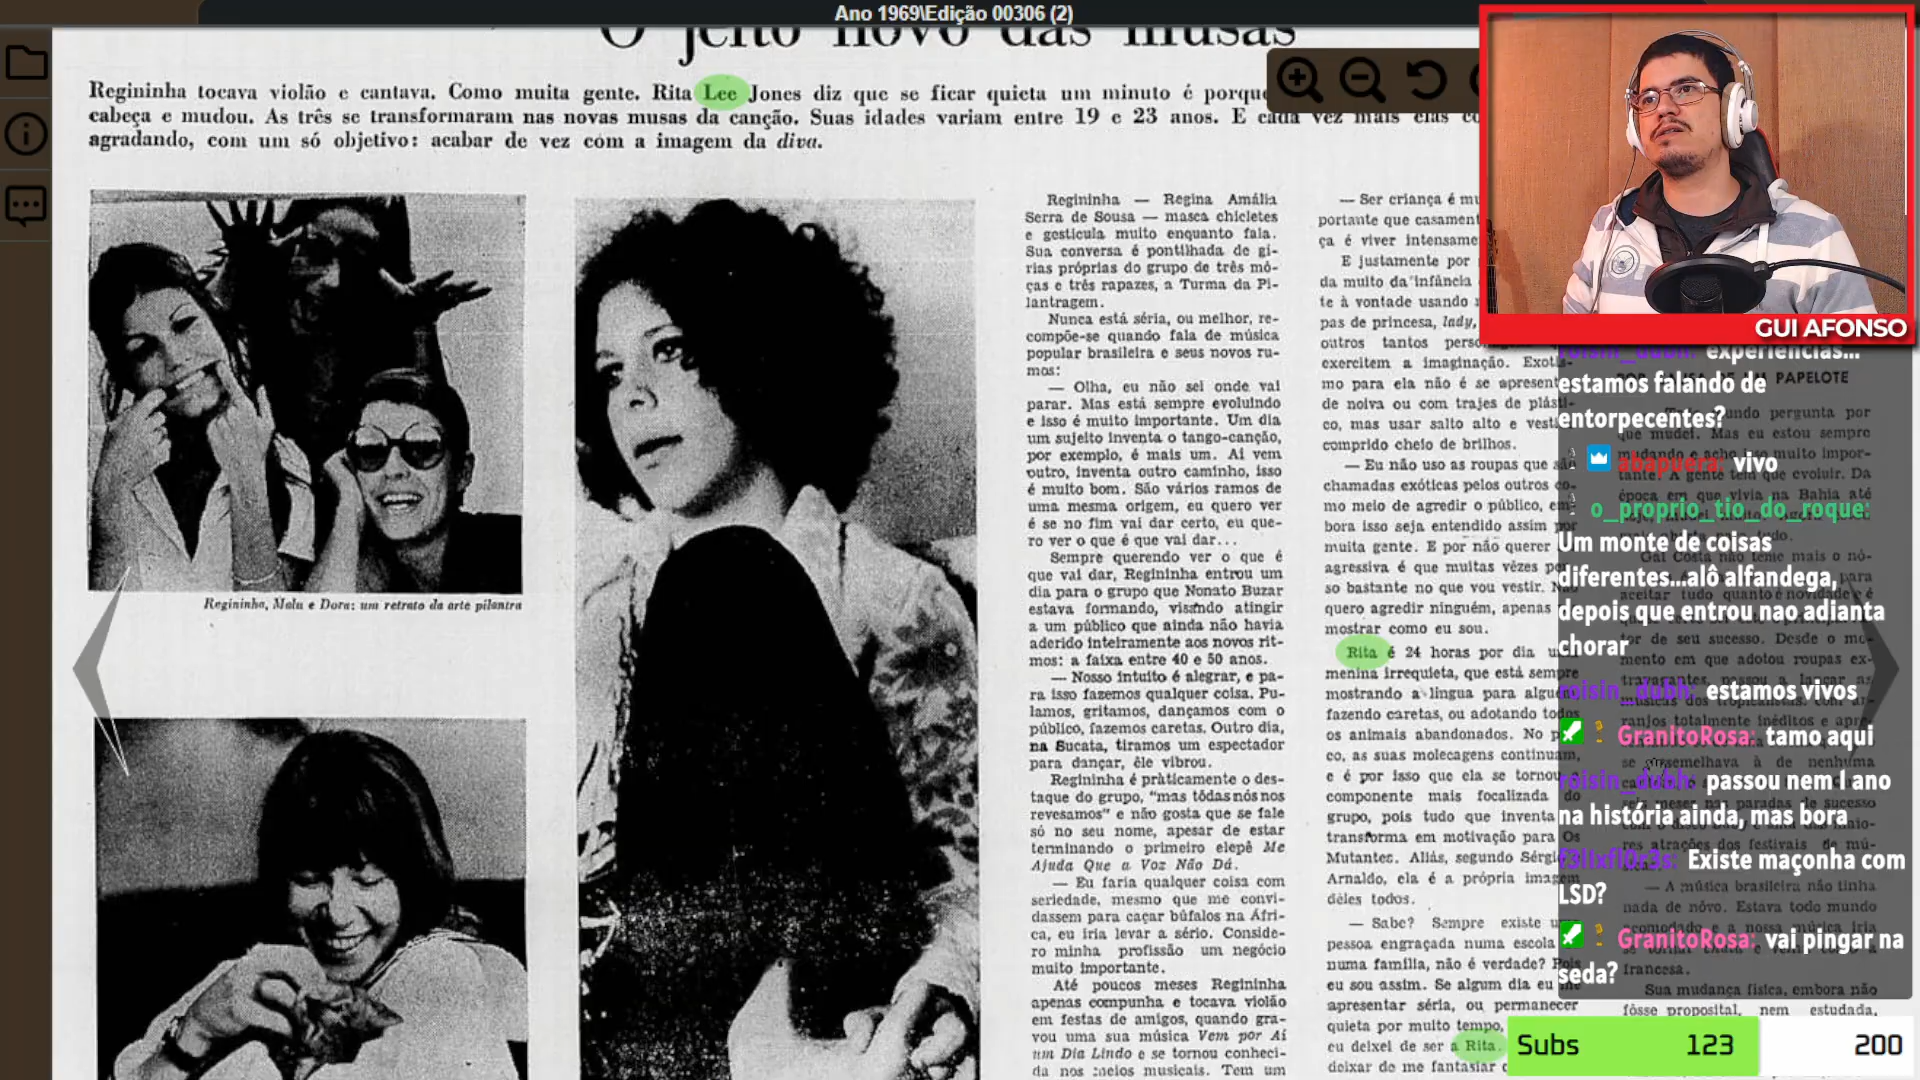 Ano 1969\Edição 00306 (2)
O jeito novo das musas
Regininha tocava violão e cantava. Como muita gente. Rita Lee Jones diz que se ficar quieta um minuto é porque
cabeça e mudou. As três se transformaram nas novas musas da canção. Suas idades variam entre 19 e 23 anos. E cada vez mais elas
agradando, com um só objetivo: acabar de vez com a imagem da diva.
Regininha, Malu e Dora: um retrato da arte pilantra
Regininha — Regina Amália
Serra de Sousa — masca chicletes
e gesticula muito enquanto fala.
Sua conversa é pontilhada de gí-
rias próprias do grupo de três mô-
ças e três rapazes, a Turma da Pi-
lantragem.
Nunca está séria, ou melhor, re-
compõe-se quando fala de música
popular brasileira e seus novos ru-
mos:
— Olha, eu não sei onde vai
parar. Mas está sempre evoluindo
e isso é muito importante. Um dia
um sujeito inventa o tango-canção,
por exemplo, é mais um. Aí vem
outro, inventa outro caminho, isso
é muito bom. São vários ramos de
uma mesma origem, eu quero ver
é se no fim vai dar certo, eu que-
ro ver o que é que vai dar...
Sempre querendo ver o que é
que vai dar, Regininha entrou um
dia para o grupo que Nonato Buzar
estava formando, visando atingir
a um público que ainda não havia
aderido inteiramente aos novos rit-
mos: a faixa entre 40 e 50 anos.
— Nosso intuito é alegrar, e pa-
ra isso fazemos qualquer coisa. Pu-
lamos, gritamos, dançamos com o
público, fazemos caretas. Outro dia,
na Sucata, tiramos um espectador
para dançar, êle vibrou.
Regininha é pràticamente o des-
taque do grupo, "mas tôdas nós nos
revesamos" e não gosta que se fale
só no seu nome, apesar de estar
terminando o primeiro elepê Me
Ajuda Que a Voz Não Dá.
— Eu faria qualquer coisa com
seriedade, mesmo que me convi-
dassem para caçar búfalos na Áfri-
ca, eu iria levar a sério. Conside-
ro minha profissão um negócio
muito importante.
Até poucos meses Regininha
apenas compunha e tocava violão
em festas de amigos, quando gra-
vou uma sua música Vem por Aí
um Dia Lindo e se tornou conheci-
da nos meios musicais. Tem um
— Ser criança é
portante que
ça é viver
E justamente por
da muito da infância
te à vontade usando
pas de princesa, lady,
outros tantos
exercitem a imaginação.
mo para ela não é se
de noiva ou com trajes de
co, mas usar salto alto e
comprido cheio de brilhos.
— Eu não uso as roupas que
chamadas exóticas pelos outros
mo meio de agredir o público,
bora isso seja entendido assim por
muita gente. E por não querer
agressiva é que muitas vêzes
so bastante no que vou vestir.
quero agredir ninguém, apenas
mostrar como eu sou.
Rita é 24 horas por dia
menina irrequieta, que está sempre
mostrando a língua para
fazendo caretas, ou adotando todos
os animais abandonados. No
co, as suas molecagens continuam,
e é por isso que ela se tornou
componente mais focalizada do
grupo, pois tudo que inventa
transforma em motivação para Os
Mutantes. Aliás, segundo Sérgio
Arnaldo, ela é a própria imagem
dêles todos.
— Sabe? Sempre existe
pessoa engraçada numa escola
numa família, não é verdade? Pois
eu sou assim. Se algum dia eu
apresentar séria, ou permanecer
quieta por muito tempo,
eu deixei de ser a Rita.
deixar de me fantasiar
GUI AFONSO
PAPELOTE
roisin_dubh: experiências...
estamos falando de
entorpecentes?
abapuera: vivo
o_proprio_tio_do_roque:
Um monte de coisas
diferentes...alô alfandega,
depois que entrou nao adianta
chorar
roisin_dubh: estamos vivos
GranitoRosa: tamo aqui
roisin_dubh: passou nem 1 ano
na história ainda, mas bora
f3l1xfl0r3s: Existe maçonha com
LSD?
GranitoRosa: vai pingar na
seda?
francesa.
Sua mudança física, embora não
fôsse proposital, nem estudada,
Subs 123 200